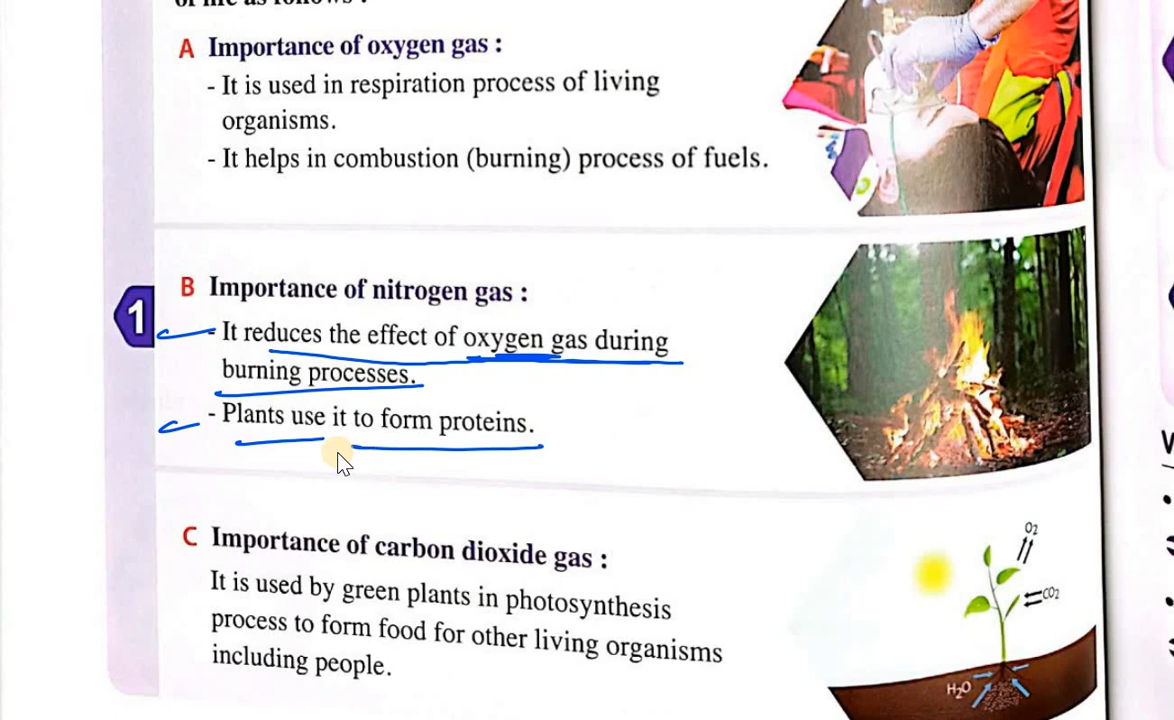 A Importance of oxygen gas :
- It is used in respiration process of living
organisms.
- It helps in combustion (burning) process of fuels.
1
B Importance of nitrogen gas :
- It reduces the effect of oxygen gas during
burning processes.
- Plants use it to form proteins.
C Importance of carbon dioxide gas :
It is used by green plants in photosynthesis
process to form food for other living organisms
including people.
O2
CO2
H2O